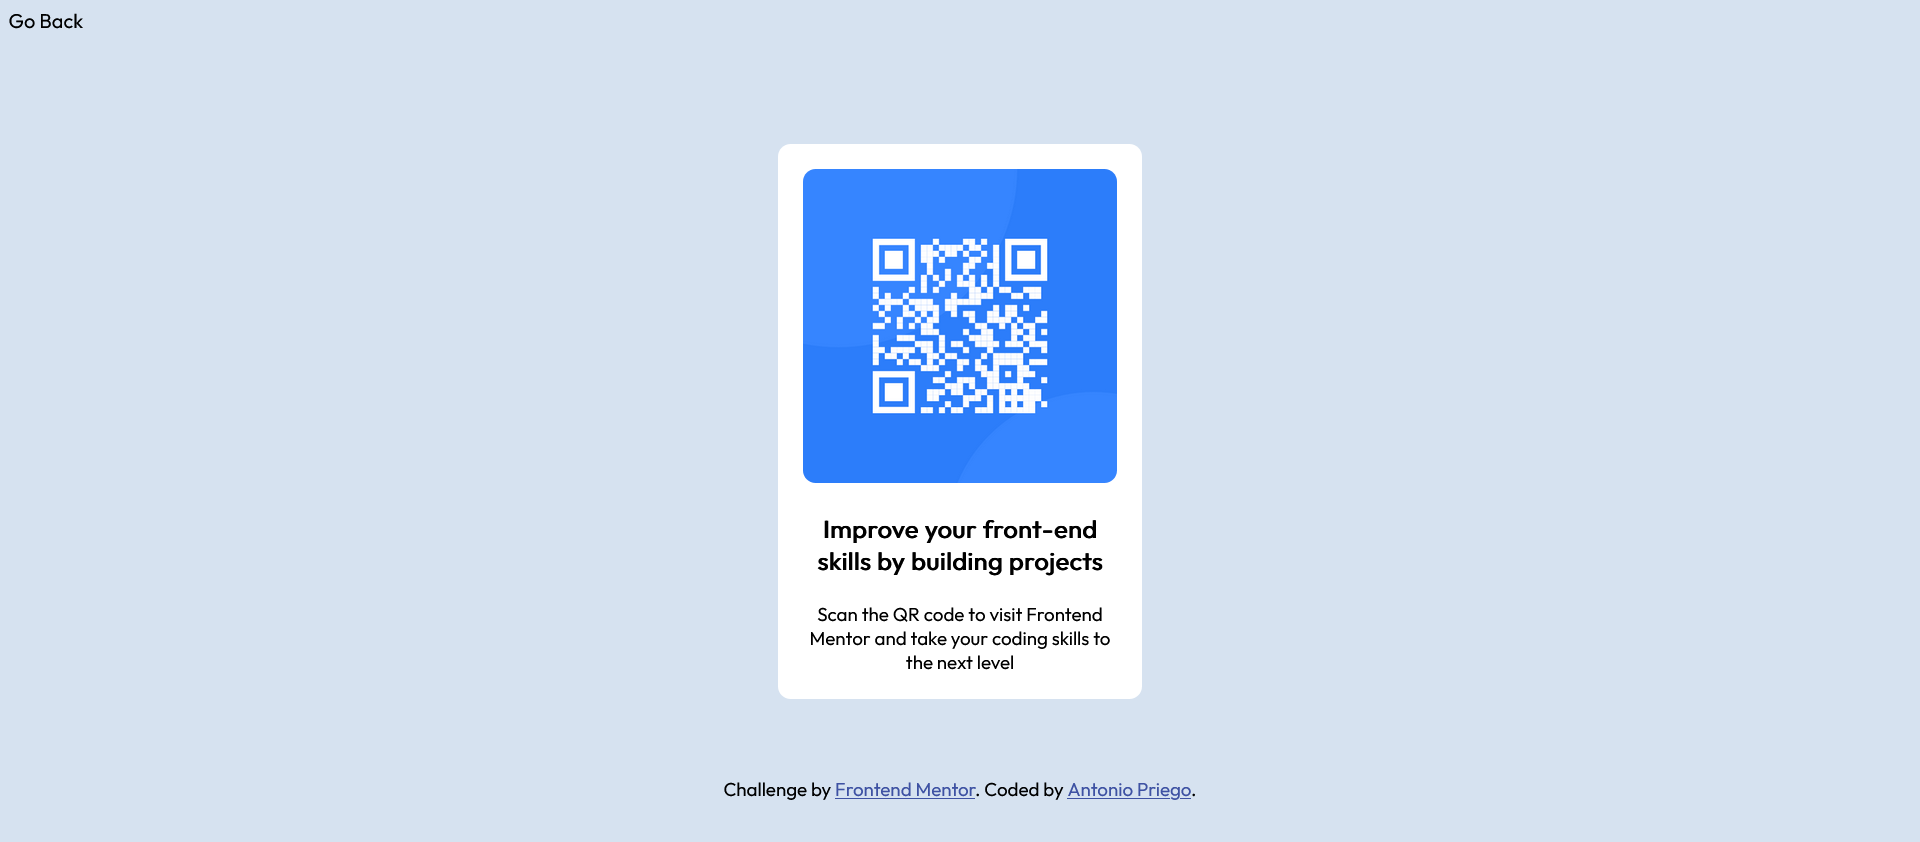 Go Back
Improve your front-end
skills by building projects
Scan the QR code to visit Frontend
Mentor and take your coding skills to
the next level
Challenge by Frontend Mentor. Coded by Antonio Priego.